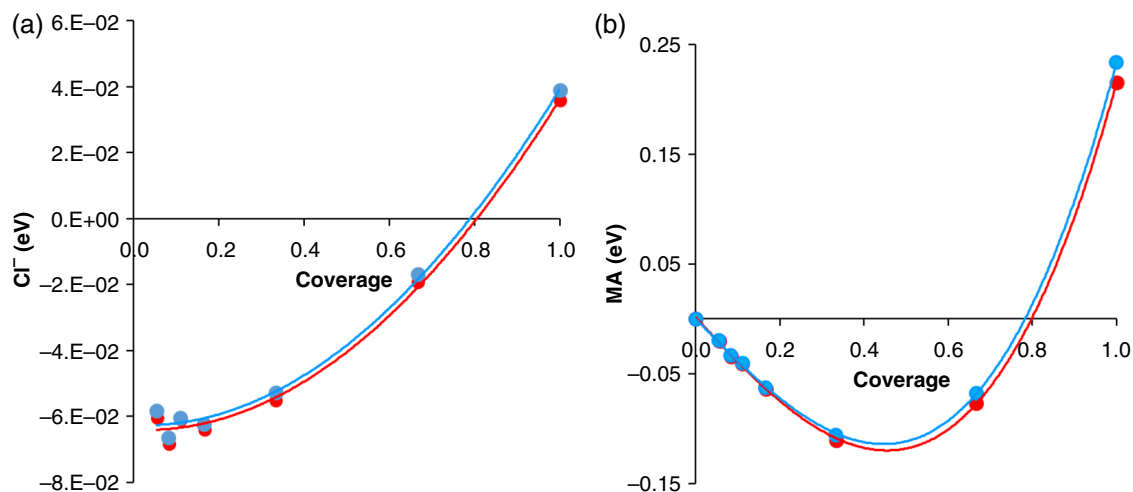 (a)
6.E–02
4.E–02
2.E–02
0.E+00
–2.E–02
–4.E–02
–6.E–02
–8.E–02
Cl⁻ (eV)
0.0 0.2 0.4 0.6 0.8 1.0
Coverage
(b)
0.25
0.15
0.05
–0.05
–0.15
MA (eV)
0.0 0.2 0.4 0.6 0.8 1.0
Coverage